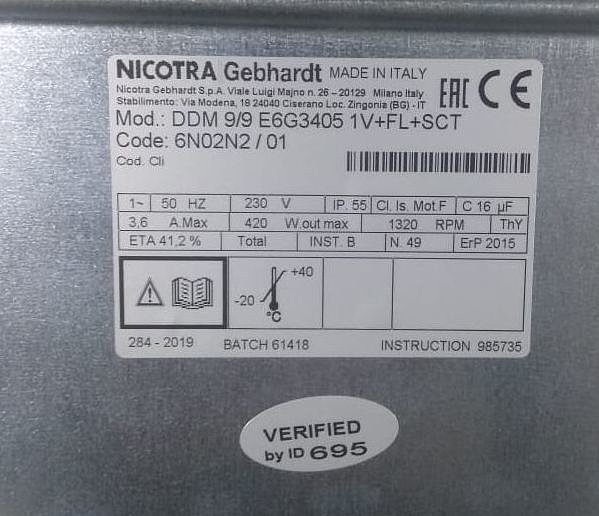 NICOTRA Gebhardt MADE IN ITALY
Nicotra Gebhardt S.p.A. Viale Luigi Majno n. 26 – 20129 Milano Italy
Stabilimento: Via Modena, 18 24040 Ciserano Loc. Zingonia (BG) - IT
EAC CE
Mod.: DDM 9/9 E6G3405 1V+FL+SCT
Code: 6N02N2 / 01
Cod. Cli
1~ 50 HZ 230 V IP. 55 Cl. Is. Mot.F C 16 µF
3,6 A.Max 420 W.out max 1320 RPM ThY
ETA 41,2 % Total INST. B N. 49 ErP 2015
-20 +40 °C
284 - 2019 BATCH 61418 INSTRUCTION 985735
VERIFIED
by ID 695